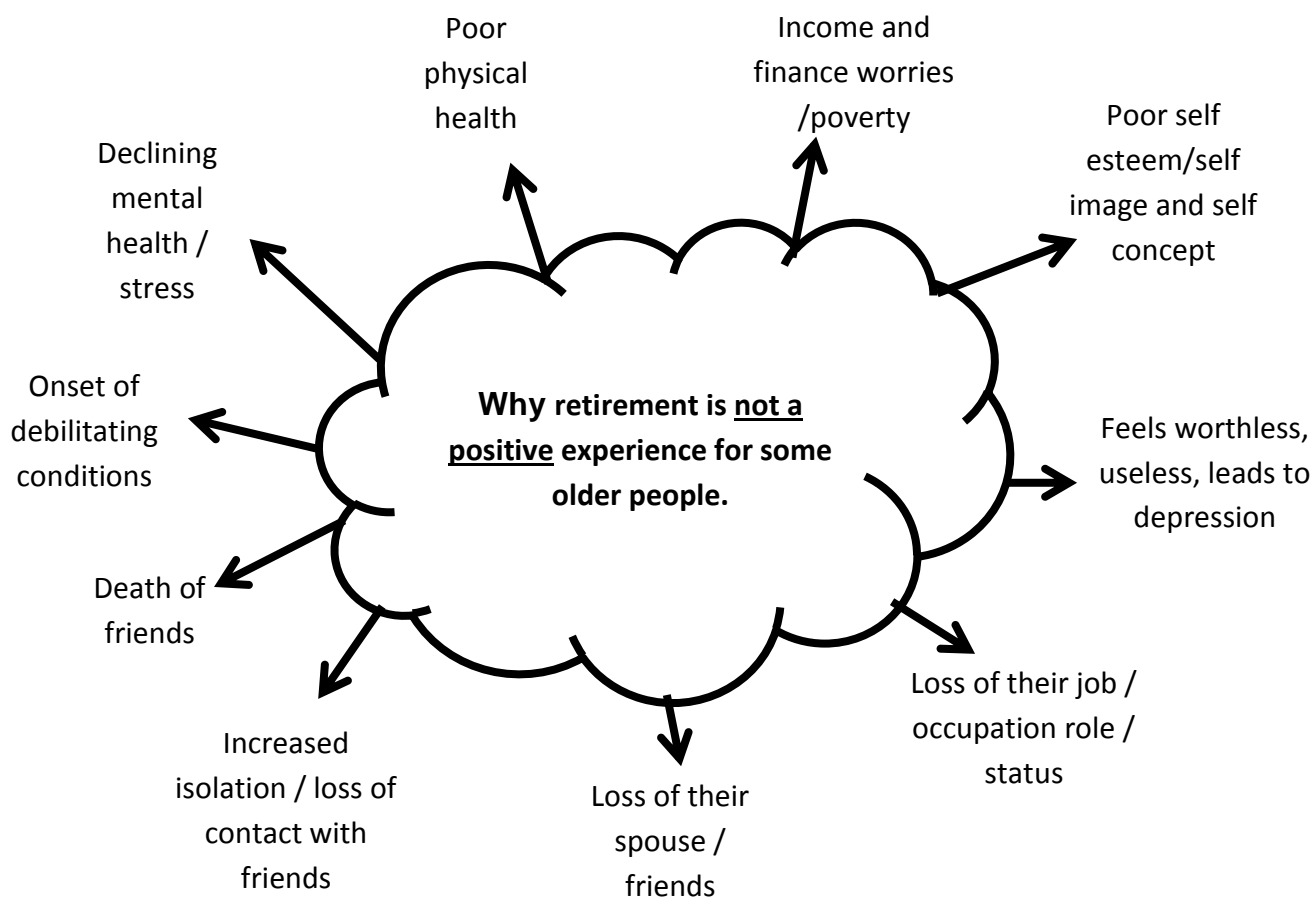 Poor
physical
health
Income and
finance worries
/poverty
Poor self
esteem/self
image and self
concept
Declining
mental
health /
stress
Onset of
debilitating
conditions
Why retirement is not a
positive experience for some
older people.
Feels worthless,
useless, leads to
depression
Death of
friends
Increased
isolation / loss of
contact with
friends
Loss of their
spouse /
friends
Loss of their job /
occupation role /
status